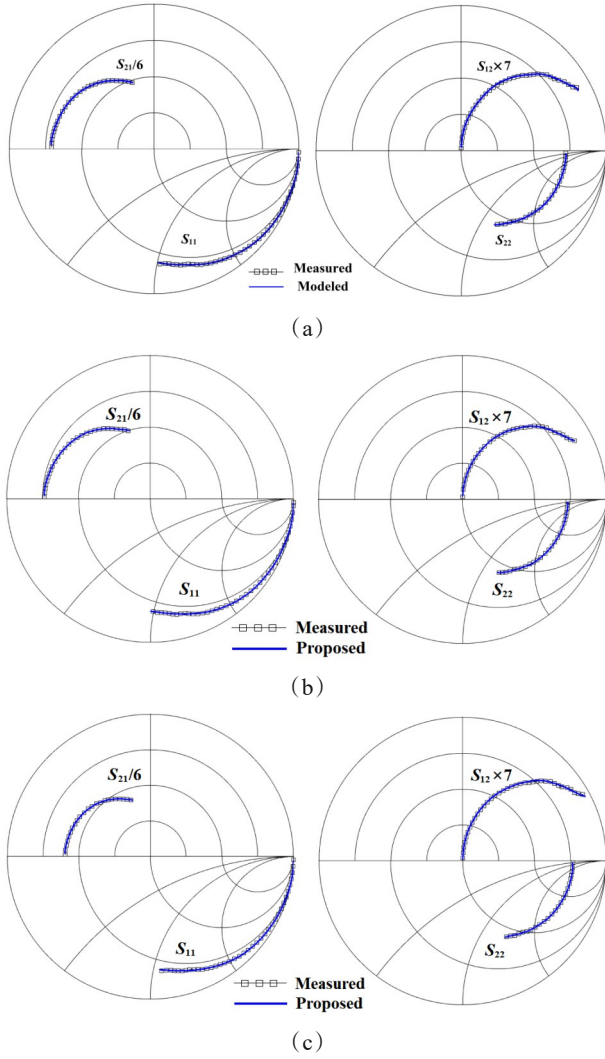 S21/6
S12×7
S11
S22
Measured
Modeled
(a)
S21/6
S12×7
S11
S22
Measured
Proposed
(b)
S21/6
S12×7
S11
S22
Measured
Proposed
(c)